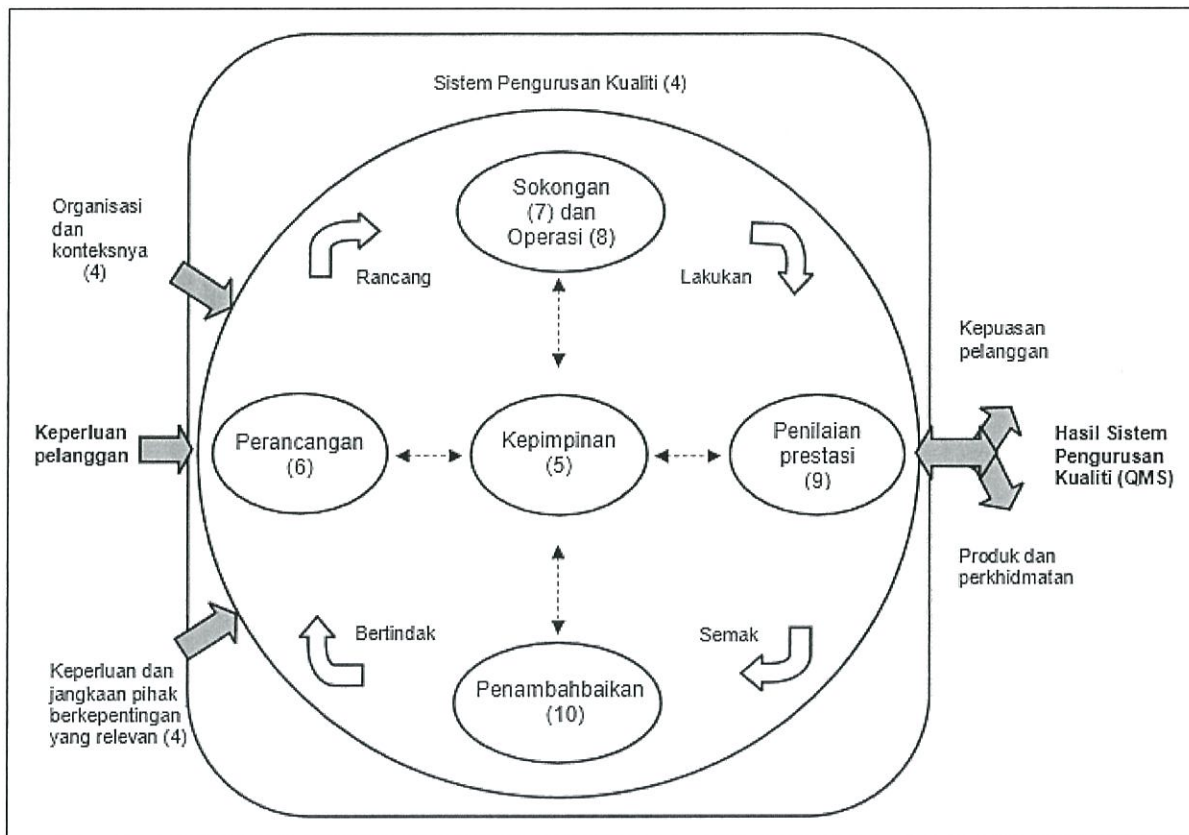 Sistem Pengurusan Kualiti (4)
Organisasi
dan
konteksnya
(4)
Sokongan
(7) dan
Operasi (8)
Rancang
Lakukan
Kepuasan
pelanggan
Keperluan
pelanggan
Perancangan
(6)
Kepimpinan
(5)
Penilaian
prestasi
(9)
Hasil Sistem
Pengurusan
Kualiti (QMS)
Produk dan
perkhidmatan
Bertindak
Semak
Keperluan dan
jangkaan pihak
berkepentingan
yang relevan (4)
Penambahbaikan
(10)